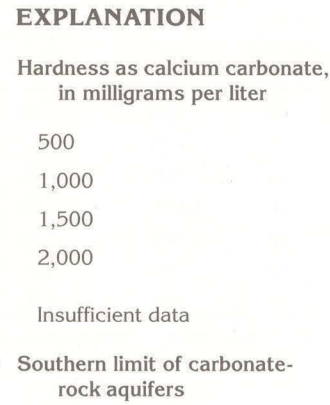 EXPLANATION
Hardness as calcium carbonate,
in milligrams per liter
500
1,000
1,500
2,000
Insufficient data
Southern limit of carbonate-
rock aquifers